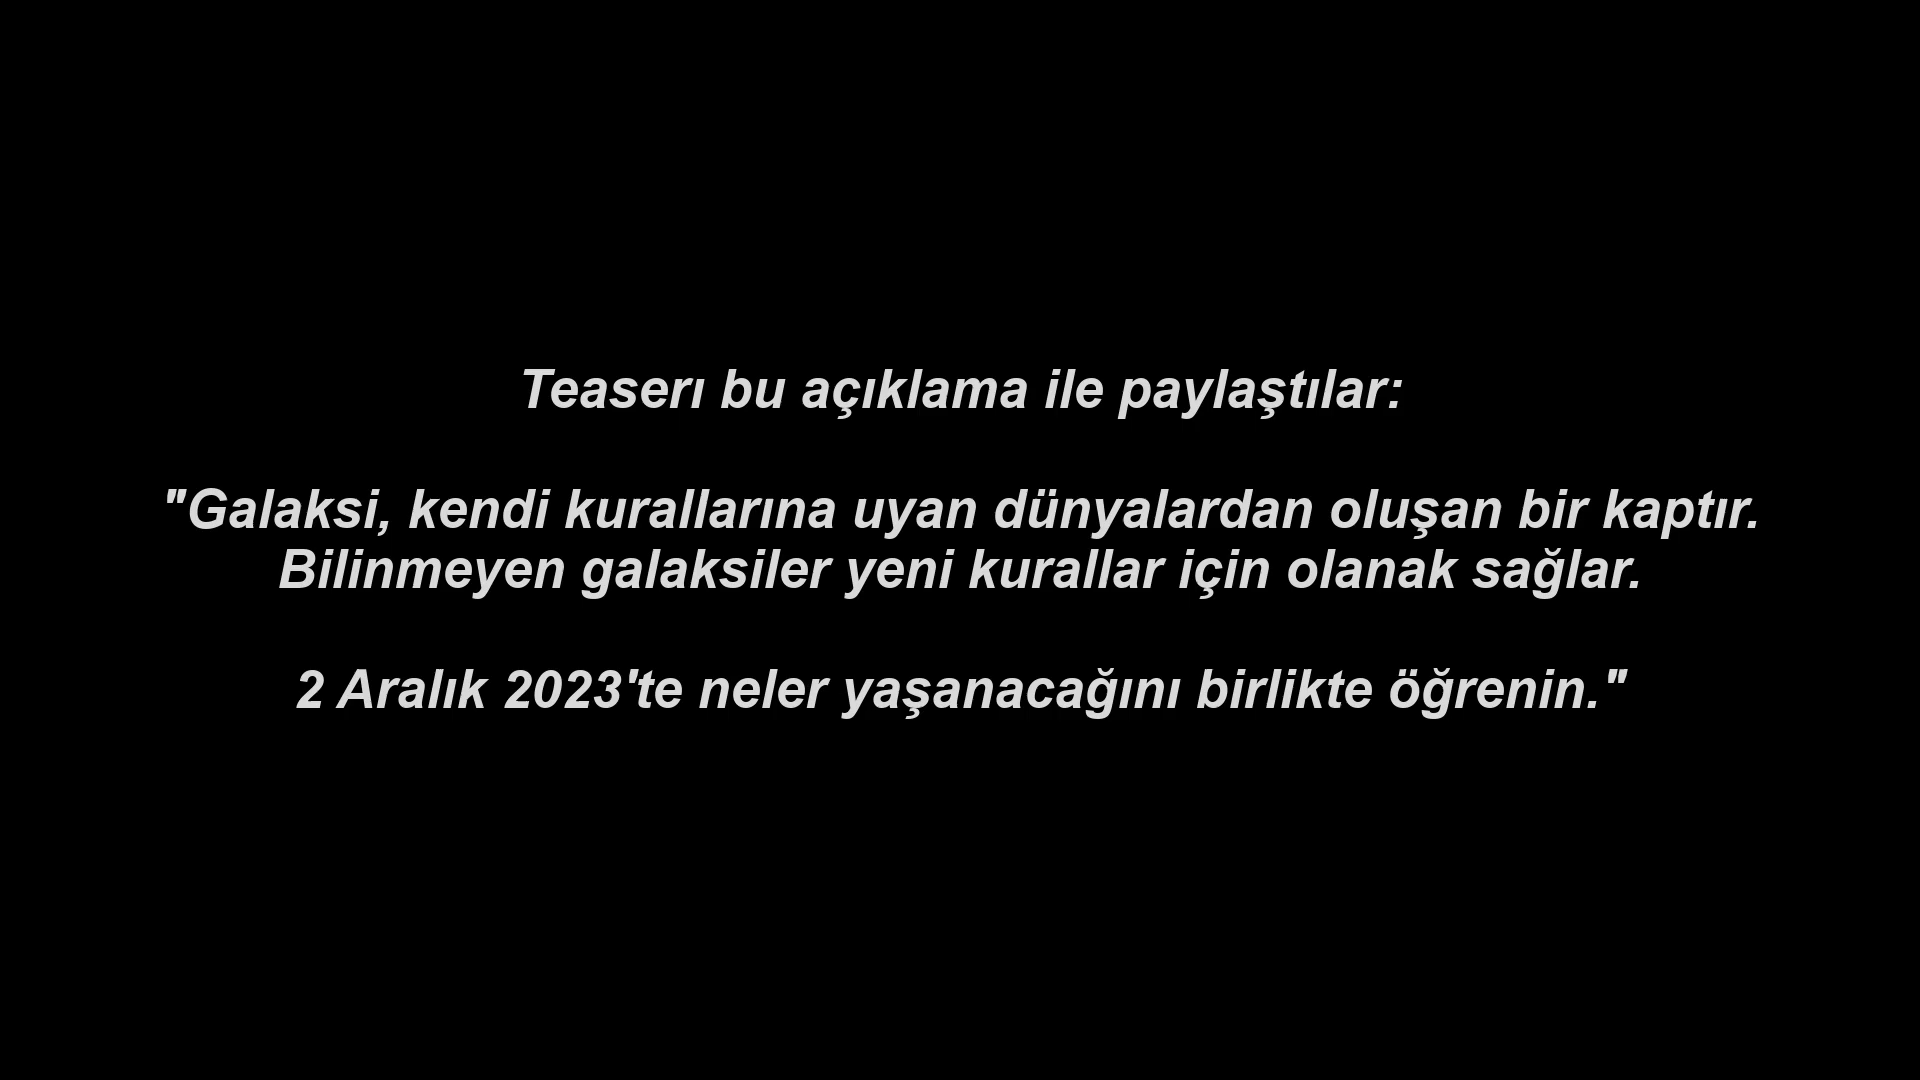 Teaserı bu açıklama ile paylaştılar:
"Galaksi, kendi kurallarına uyan dünyalardan oluşan bir kaptır.
Bilinmeyen galaksiler yeni kurallar için olanak sağlar.
2 Aralık 2023'te neler yaşanacağını birlikte öğrenin."